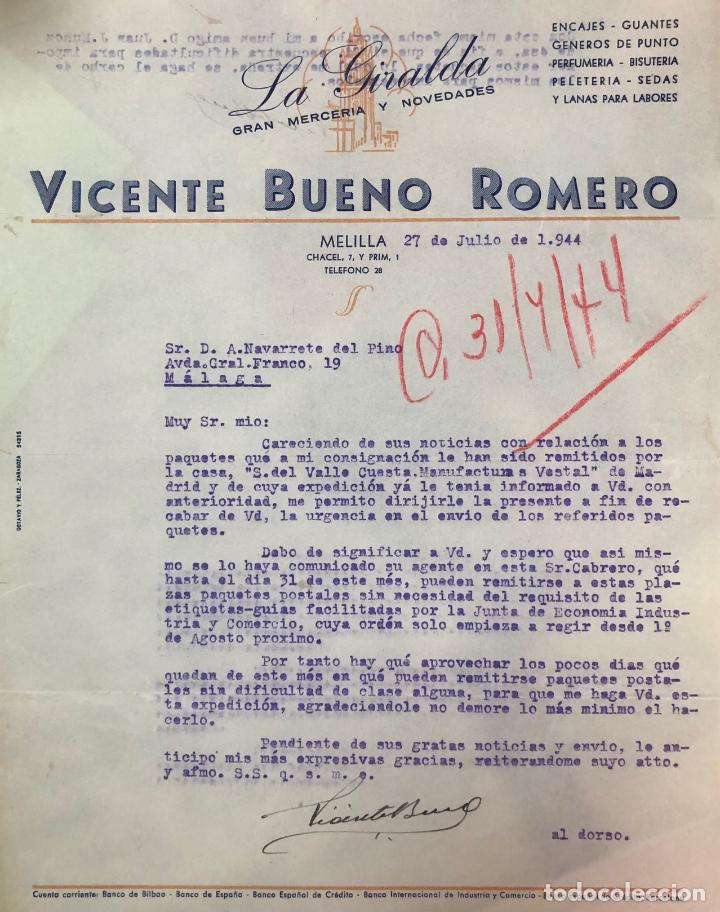 La Giralda
GRAN MERCERIA Y NOVEDADES
ENCAJES - GUANTES
GENEROS DE PUNTO
PERFUMERIA - BISUTERIA
PELETERIA - SEDAS
Y LANAS PARA LABORES
VICENTE BUENO ROMERO
MELILLA 27 de Julio de 1.944
CHACEL, 7, Y PRIM, 1
TELEFONO 28
31/7/44
Sr. D. A.Navarrete del Pino
Avda.Gral.Franco, 19
Málaga
Muy Sr. mio:
Careciendo de sus noticias con relación a los
paquetes qué a mi consignación le han sido remitidos por
la casa, "S.del Valle Cuesta.Manufacturas Vestal" de Ma-
drid y de cuya expedición yá le tenia informado a Vd. con
anterioridad, me permito dirijirle la presente a fin de re-
cabar de Vd, la urgencia en el envio de los referidos pa-
quetes.
Debo de significar a Vd. y espero que asi mis-
mo se lo haya comunicado su agente en esta Sr.Cabrero, qué
hasta el dia 31 de este més, pueden remitirse a estas pla-
zas paquetes postales sin necesidad del requisito de las
etiquetas-guias facilitadas por la Junta de Economia Indus-
tria y Comercio, cuya ordén solo empieza a regir desde 1º
de Agosto proximo.
Por tanto hay qué aprovechar los pocos dias qué
quedan de este més en qué pueden remitirse paquetes posta-
les sin dificultad de clase alguna, para que me haga Vd. es-
ta expedición, agradeciendole no demore lo más minimo el ha-
cerlo.
Pendiente de sus gratas noticias y envio, le an-
ticipo mis más expresivas gracias, reiterandome suyo atto.
y afmo. S.S. q. s. m. e.
Vicente Bueno
al dorso.
OCTAVIO Y FÉLEZ - ZARAGOZA 54915
Cuenta corriente: Banco de Bilbao - Banco de España - Banco Español de Crédito - Banco Internacional de Industria y Comercio -
todocoleccion.net